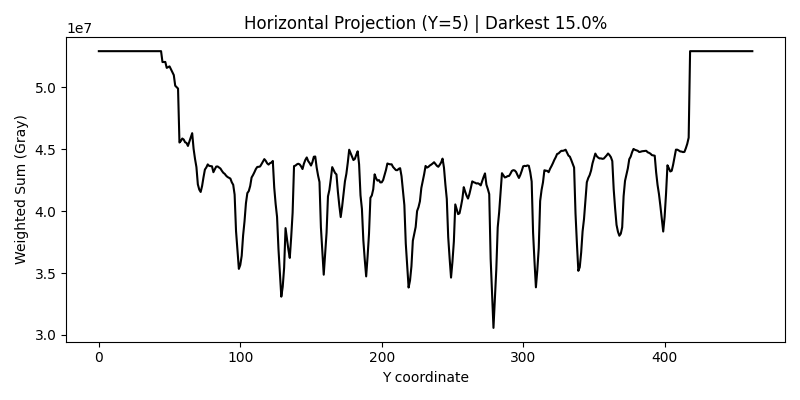 Horizontal Projection (Y=5) | Darkest 15.0%
1e7
5.0
4.5
4.0
3.5
3.0
Weighted Sum (Gray)
0 100 200 300 400
Y coordinate